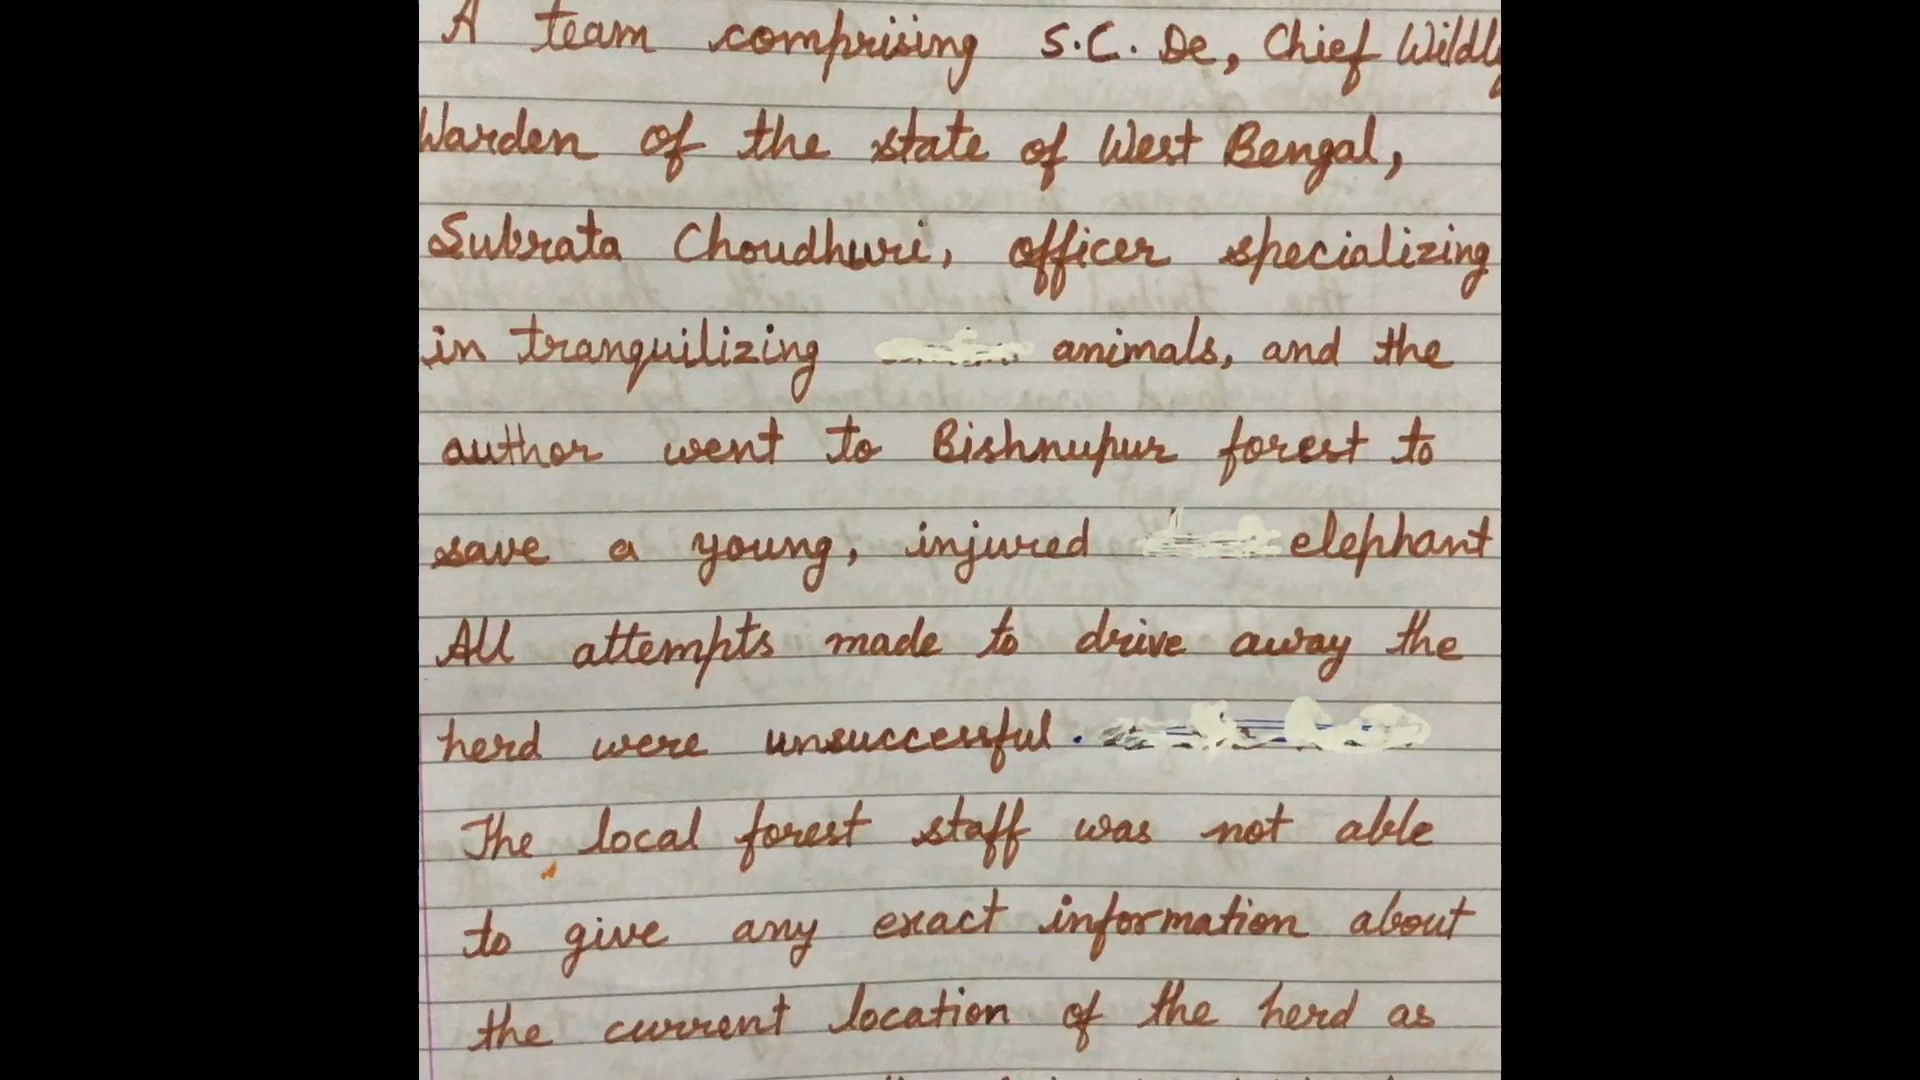 A team comprising S.C. De, Chief Wildl
Warden of the state of West Bengal,
Subrata Choudhuri, officer specializing
in tranquilizing animals, and the
author went to Bishnupur forest to
save a young, injured elephant
All attempts made to drive away the
herd were unsuccessful.
The local forest staff was not able
to give any exact information about
the current location of the herd as